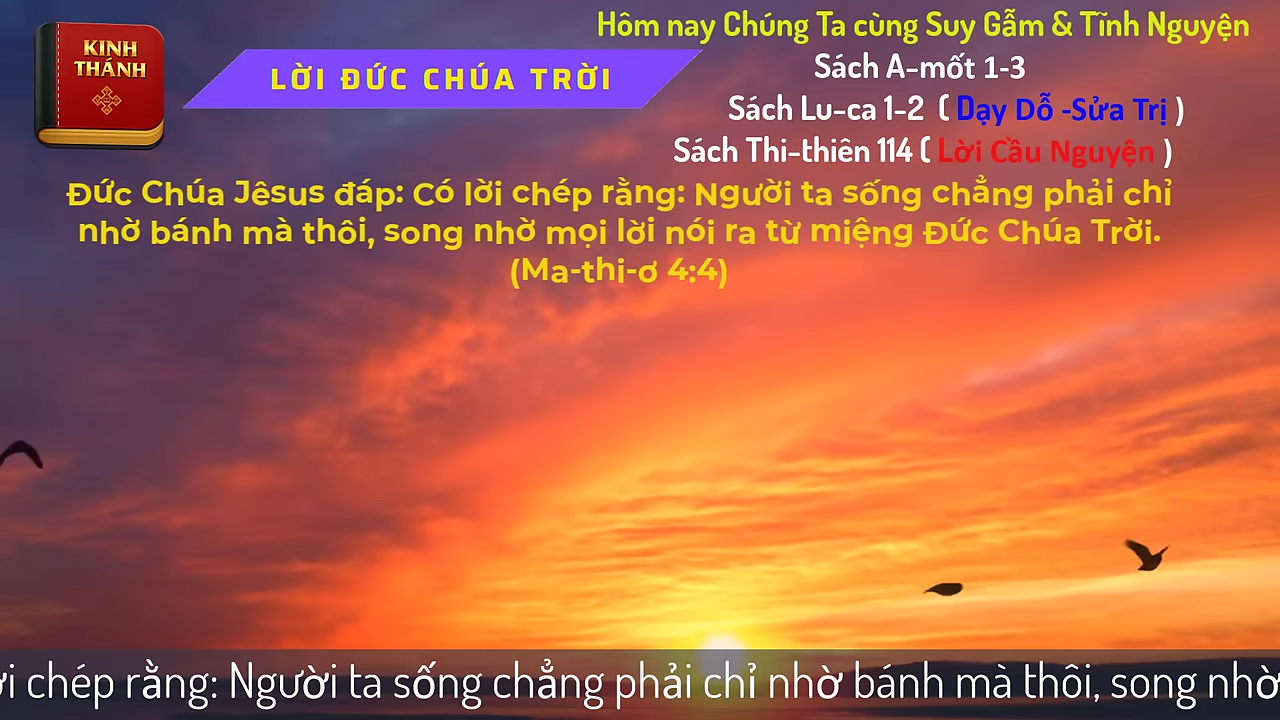 Hôm nay Chúng Ta cùng Suy Gẫm & Tĩnh Nguyện
KINH
THÁNH
LỜI ĐỨC CHÚA TRỜI
Sách A-mốt 1-3
Sách Lu-ca 1-2 ( Dạy Dỗ -Sửa Trị )
Sách Thi-thiên 114 ( Lời Cầu Nguyện )
Đức Chúa Jêsus đáp: Có lời chép rằng: Người ta sống chẳng phải chỉ
nhờ bánh mà thôi, song nhờ mọi lời nói ra từ miệng Đức Chúa Trời.
(Ma-thi-ơ 4:4)
ời chép rằng: Người ta sống chẳng phải chỉ nhờ bánh mà thôi, song nhờ